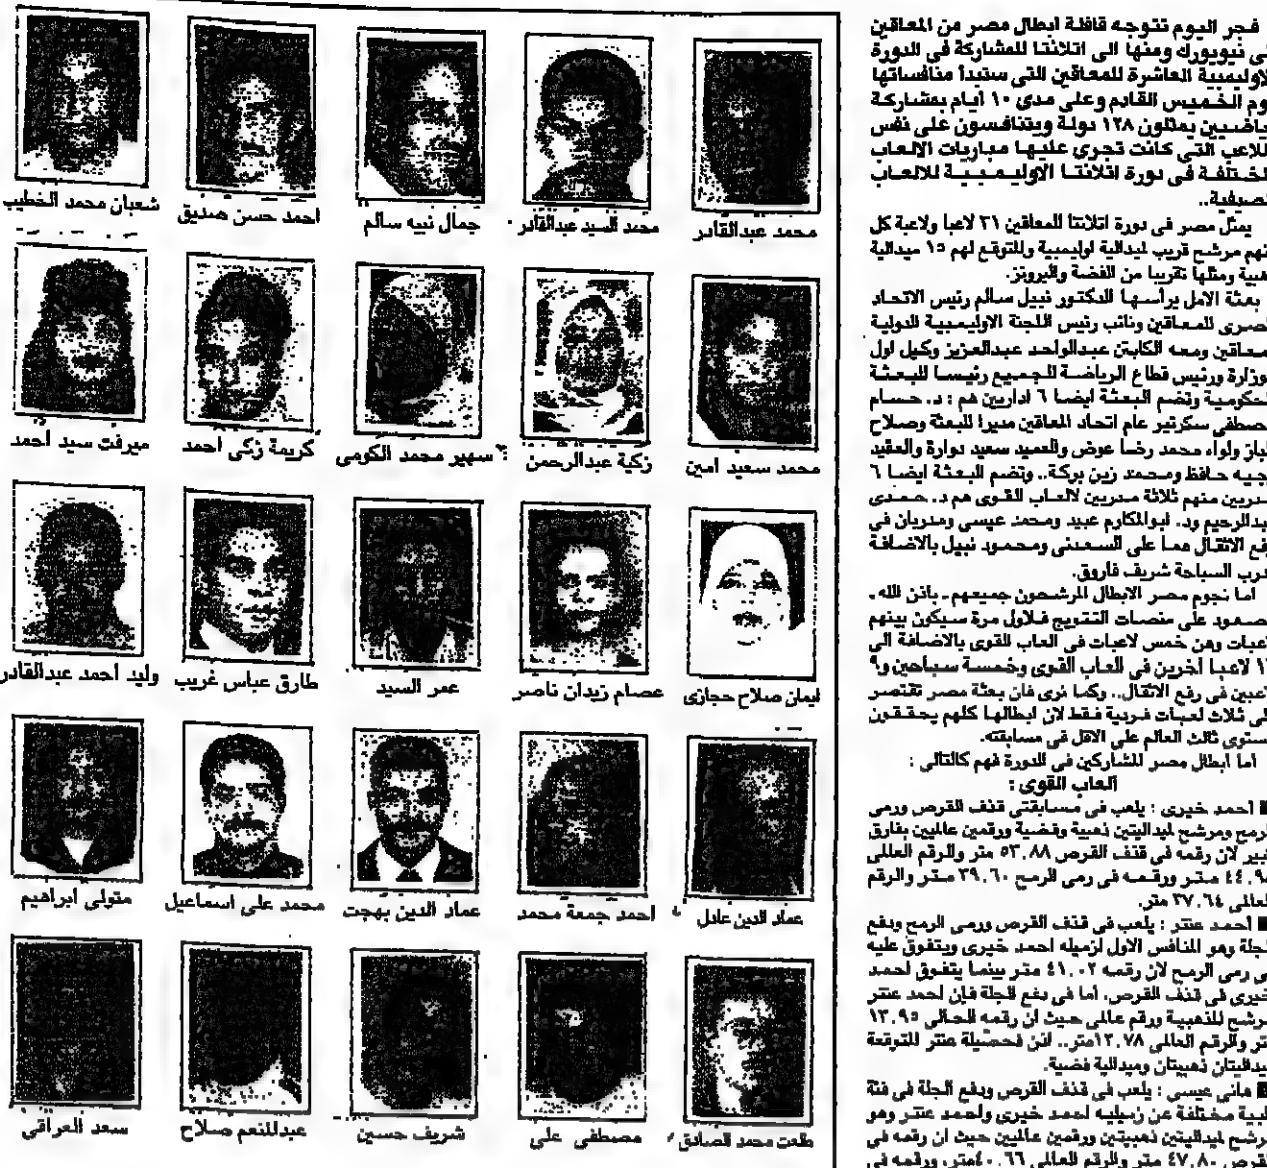 فجر اليوم تتوجه قافلة ابطال مصر من المعاقين
نيويورك ومنها الى اتلانتا للمشاركة فى الدورة
الاوليمبية العاشرة للمعاقين التى ستبدأ منافساتها
الخميس القادم وعلى مدى ١٠ أيام بمشاركة
يمثلون ١٢٨ دولة ويتنافسون على نفس
التى كانت تجرى عليها مباريات الالعاب
المختلفة فى دورة اتلانتا الاوليمبية للالعاب
الصيفية..
يمثل مصر فى دورة اتلانتا للمعاقين ٣١ لاعبا ولاعبة كل
منهم مرشح قريب لميدالية اوليمبية والمتوقع لهم ١٥ ميدالية
ذهبية ومثلها تقريبا من الفضة والبرونز.
بعثة الامل يرأسها الدكتور نبيل سالم رئيس الاتحاد
المصرى للمعاقين ونائب رئيس اللجنة الاوليمبية الدولية
للمعاقين ومعه الكابتن عبدالواحد عبدالعزيز وكيل اول
الوزارة ورئيس قطاع الرياضة للجميع رئيسا للبعثة
الحكومية وتضم البعثة ايضا ٦ اداريين هم : د. حسام
مصطفى سكرتير عام اتحاد المعاقين مديرا للبعثة وصلاح
ولواء محمد رضا عوض والعميد سعيد دوارة والعقيد
وجيه حافظ ومحمد زين بركة.. وتضم البعثة ايضا ٦
مدربين منهم ثلاثة مدربين لالعاب القوى هم د. حمدى
عبدالرحيم ود. ابوالمكارم عبيد ومحمد عيسى ومدربان فى
رفع الاثقال هما على السعدنى ومحمود نبيل بالاضافة
السباحة شريف فاروق.
اما نجوم مصر الابطال المرشحون جميعهم ـ باذن الله ـ
للصعود على منصات التتويج فلاول مرة سيكون بينهم
لاعبات وهن خمس لاعبات فى العاب القوى بالاضافة الى
لاعبا آخرين فى العاب القوى وخمسة سباحين و٩
لاعبين فى رفع الاثقال.. وكما نرى فان بعثة مصر تقتصر
على ثلاث لعبات فردية فقط لان ابطالها كلهم يحققون
مستوى ثالث العالم على الاقل فى مسابقته.
أما أبطال مصر المشاركين فى الدورة فهم كالتالى :
ألعاب القوى :
■ احمد خيرى : يلعب فى مسابقتى قذف القرص ورمى
الرمح ومرشح لميداليتين ذهبية وفضية ورقمين عالميين بفارق
كبير لان رقمه فى قذف القرص ٥٣.٨٨ متر والرقم العالمى
متر ورقمه فى رمى الرمح ٣٩.٦٠ متر والرقم
العالمى ٣٧.٦٤ متر.
■ أحمد عنتر : يلعب فى قذف القرص ورمى الرمح ودفع
الجلة وهو المنافس الاول لزميله احمد خيرى ويتفوق عليه
فى رمى الرمح لان رقمه ٤١.٠٢ متر بينما يتفوق احمد
خيرى فى قذف القرص، أما فى دفع الجلة فإن احمد عنتر
مرشح للذهبية ورقم عالمى حيث ان رقمه الحالى ١٣.٩٥
متر والرقم العالمى ١٣.٧٨متر.. اذن فحصيلة عنتر المتوقعة
ميداليتان ذهبيتان وميدالية فضية.
■ هانى عيسى : يلعب فى قذف القرص ودفع الجلة فى فئة
طبية مختلفة عن زميليه احمد خيرى واحمد عنتر وهو
مرشح لميداليتين ذهبيتين ورقمين عالميين حيث ان رقمه فى
القرص ٤٧.٨٠ متر والرقم العالمى ٤٠.٦٦متر، ورقمه فى
محمد عبدالقادر
محمد السيد عبدالقادر
جمال نبيه سالم
احمد حسن صديق
شعبان محمد الخطيب
محمد سعيد امين
زكية عبدالرحمن
سهير محمد الكومى
كريمة زكى احمد
ميرفت سيد أحمد
ايمان صلاح حجازى
عصام زيدان ناصر
عمر السيد
طارق عباس غريب
وليد احمد عبدالقادر
عماد الدين عادل
احمد جمعة محمد
عماد الدين بهجت
محمد على اسماعيل
متولى ابراهيم
طلعت محمد الصادق
مصطفى على
شريف حسين
عبدالمنعم صلاح
سعد العراقى